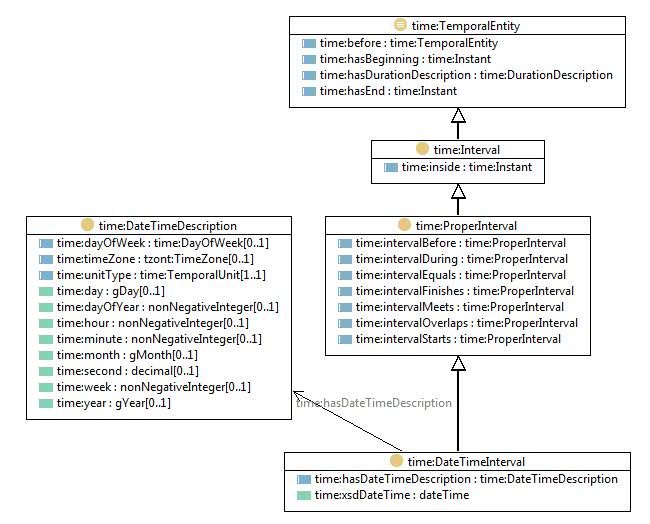 time:TemporalEntity
time:before : time:TemporalEntity
time:hasBeginning : time:Instant
time:hasDurationDescription : time:DurationDescription
time:hasEnd : time:Instant
time:Interval
time:inside : time:Instant
time:DateTimeDescription
time:dayOfWeek : time:DayOfWeek[0..1]
time:timeZone : tzont:TimeZone[0..1]
time:unitType : time:TemporalUnit[1..1]
time:day : gDay[0..1]
time:dayOfYear : nonNegativeInteger[0..1]
time:hour : nonNegativeInteger[0..1]
time:minute : nonNegativeInteger[0..1]
time:month : gMonth[0..1]
time:second : decimal[0..1]
time:week : nonNegativeInteger[0..1]
time:year : gYear[0..1]
time:ProperInterval
time:intervalBefore : time:ProperInterval
time:intervalDuring : time:ProperInterval
time:intervalEquals : time:ProperInterval
time:intervalFinishes : time:ProperInterval
time:intervalMeets : time:ProperInterval
time:intervalOverlaps : time:ProperInterval
time:intervalStarts : time:ProperInterval
time:hasDateTimeDescription
time:DateTimeInterval
time:hasDateTimeDescription : time:DateTimeDescription
time:xsdDateTime : dateTime